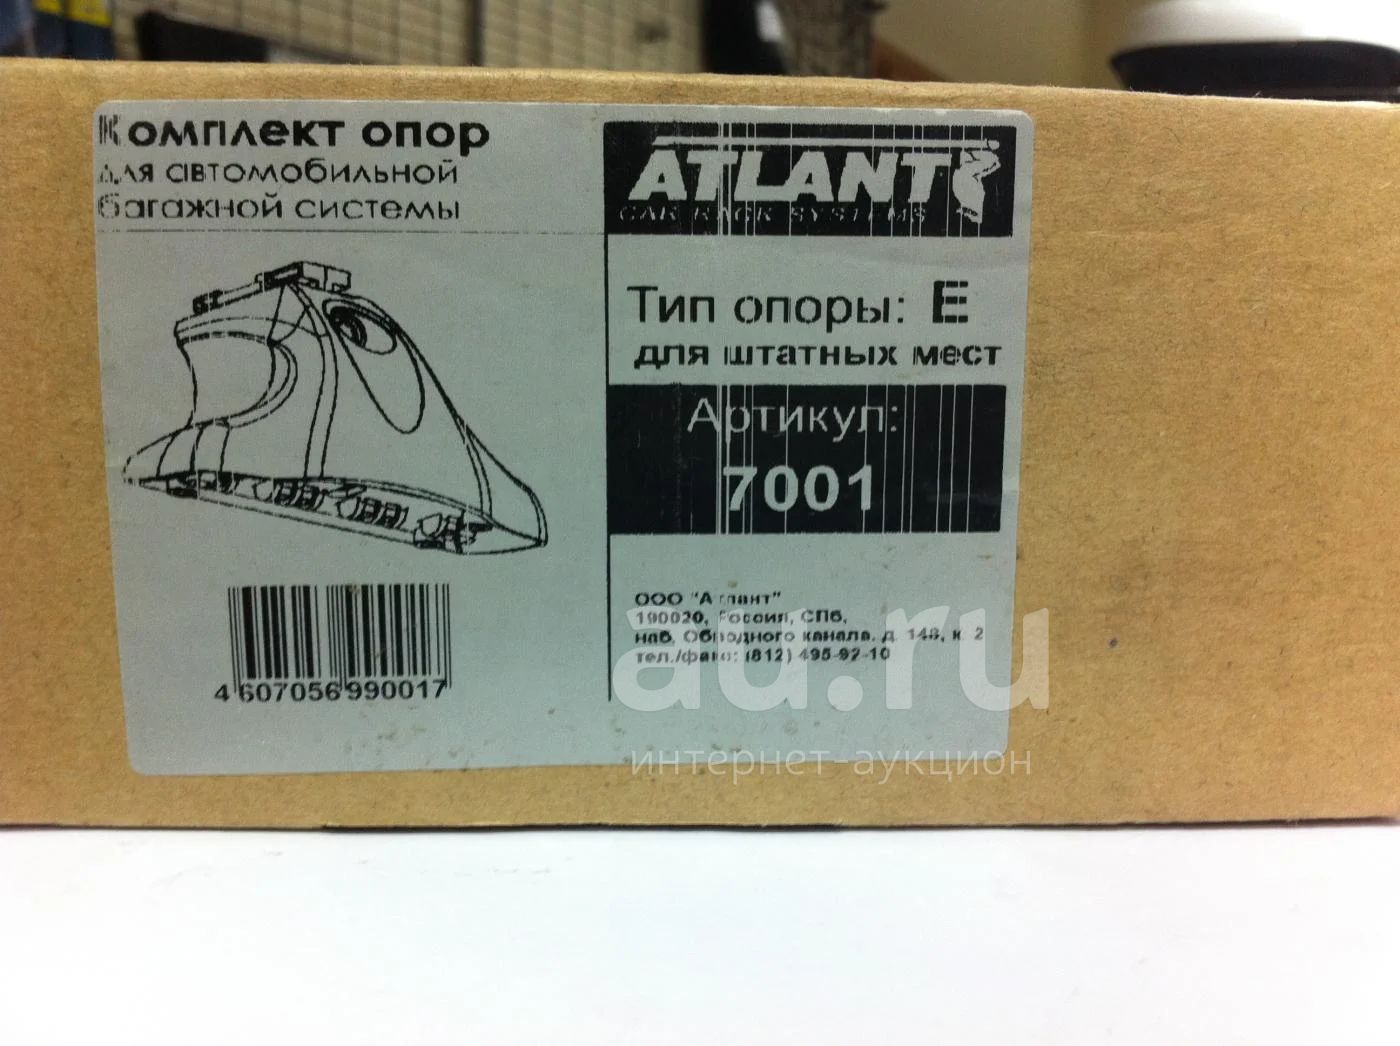 Комплект опор
для автомобильной
багажной системы
ATLANT
CAR RACK SYSTEMS
Тип опоры: E
для штатных мест
Артикул:
7001
ООО "Атлант"
190020, Россия, СПб,
наб. Обводного канала. д. 148, к. 2
тел./факс: (812) 495-92-10
4 607056 990017
au.ru
интернет-аукцион